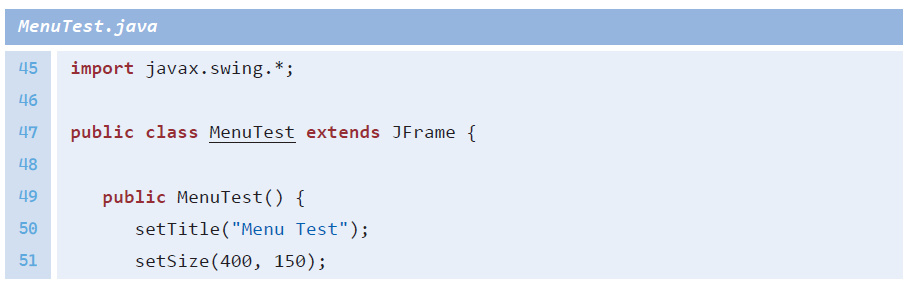 MenuTest.java
45 import javax.swing.*;
46
47 public class MenuTest extends JFrame {
48
49 public MenuTest() {
50 setTitle("Menu Test");
51 setSize(400, 150);